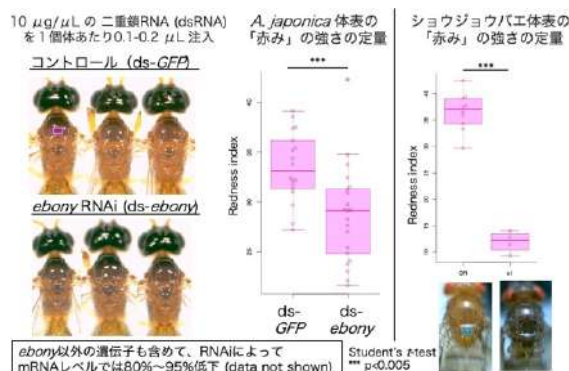 10 μg/μL の 二重鎖RNA (dsRNA)
を1個体あたり0.1-0.2 μL 注入
コントロール (ds-GFP)
ebony RNAi (ds-ebony)
A. japonica 体表の
「赤み」の強さの定量
***
Redness index
40
35
30
25
ds-
GFP
ds-
ebony
ショウジョウバエ体表の
「赤み」の強さの定量
***
Redness index
Student's t-test
*** p<0.005
ebony以外の遺伝子も含めて、RNAiによって
mRNAレベルでは80%～95%低下 (data not shown)